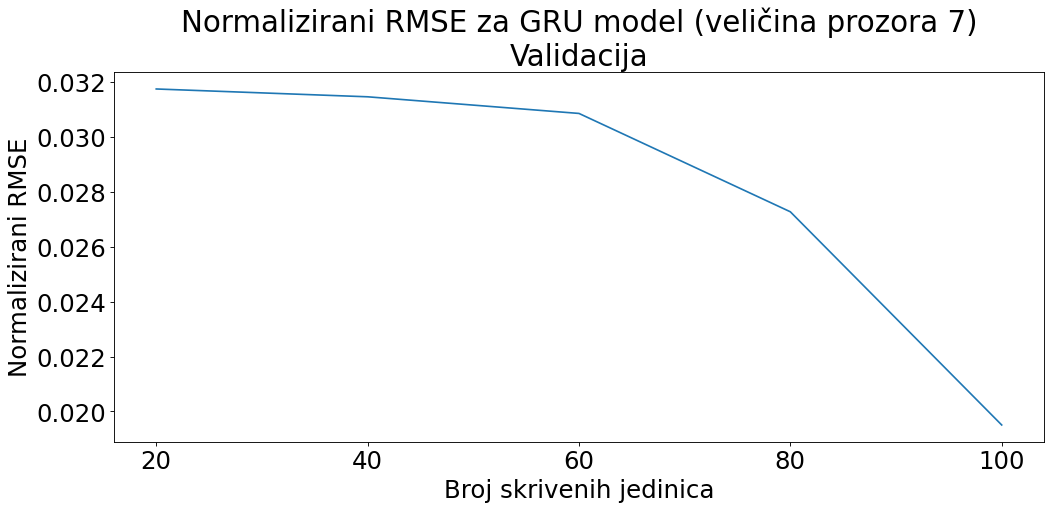 Normalizirani RMSE za GRU model (veličina prozora 7)
Validacija
Normalizirani RMSE
0.032
0.030
0.028
0.026
0.024
0.022
0.020
20 40 60 80 100
Broj skrivenih jedinica